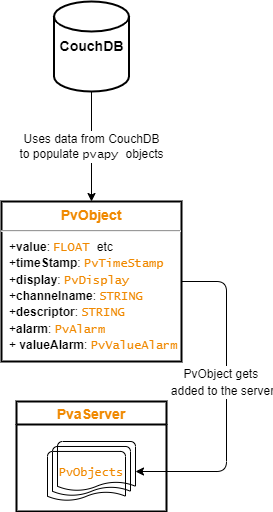 CouchDB
Uses data from CouchDB
to populate pvapy objects
PvObject
+value: FLOAT etc
+timeStamp: PvTimeStamp
+display: PvDisplay
+channelname: STRING
+descriptor: STRING
+alarm: PvAlarm
+ valueAlarm: PvValueAlarm
PvObject gets
added to the server
PvaServer
PvObjects